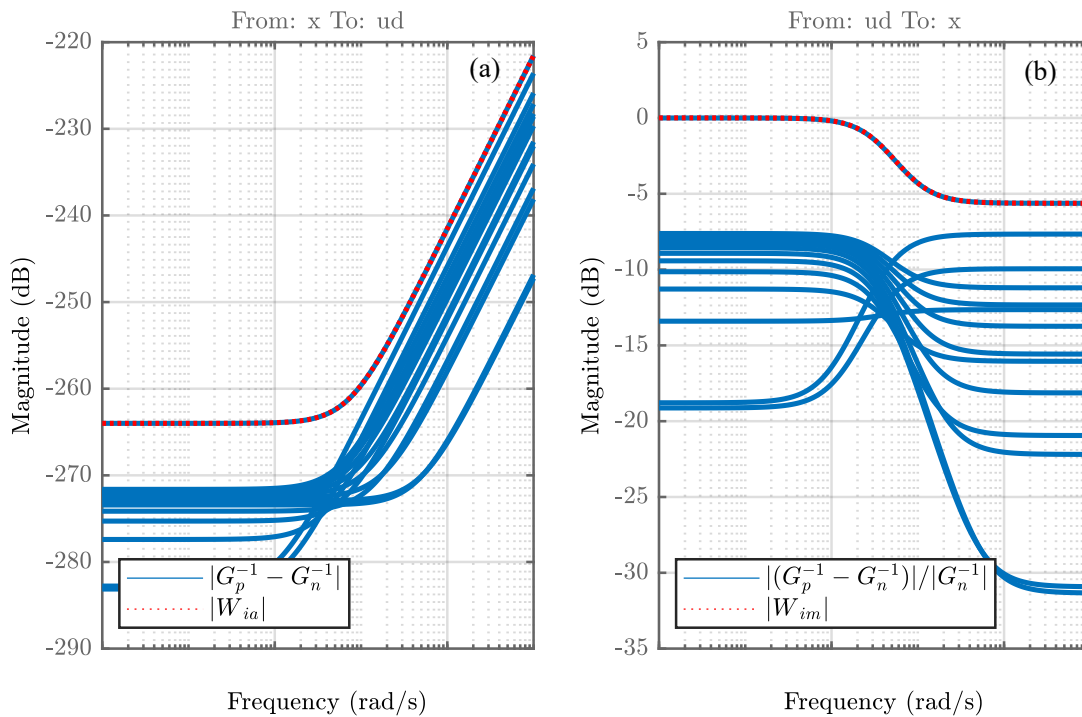 From: x To: ud
(a)
-220
-230
-240
-250
-260
-270
-280
-290
Magnitude (dB)
|G_p^{-1} − G_n^{-1}|
|W_{ia}|
Frequency (rad/s)
From: ud To: x
(b)
5
0
-5
-10
-15
-20
-25
-30
-35
Magnitude (dB)
|(G_p^{-1} − G_n^{-1})|/|G_n^{-1}|
|W_{im}|
Frequency (rad/s)